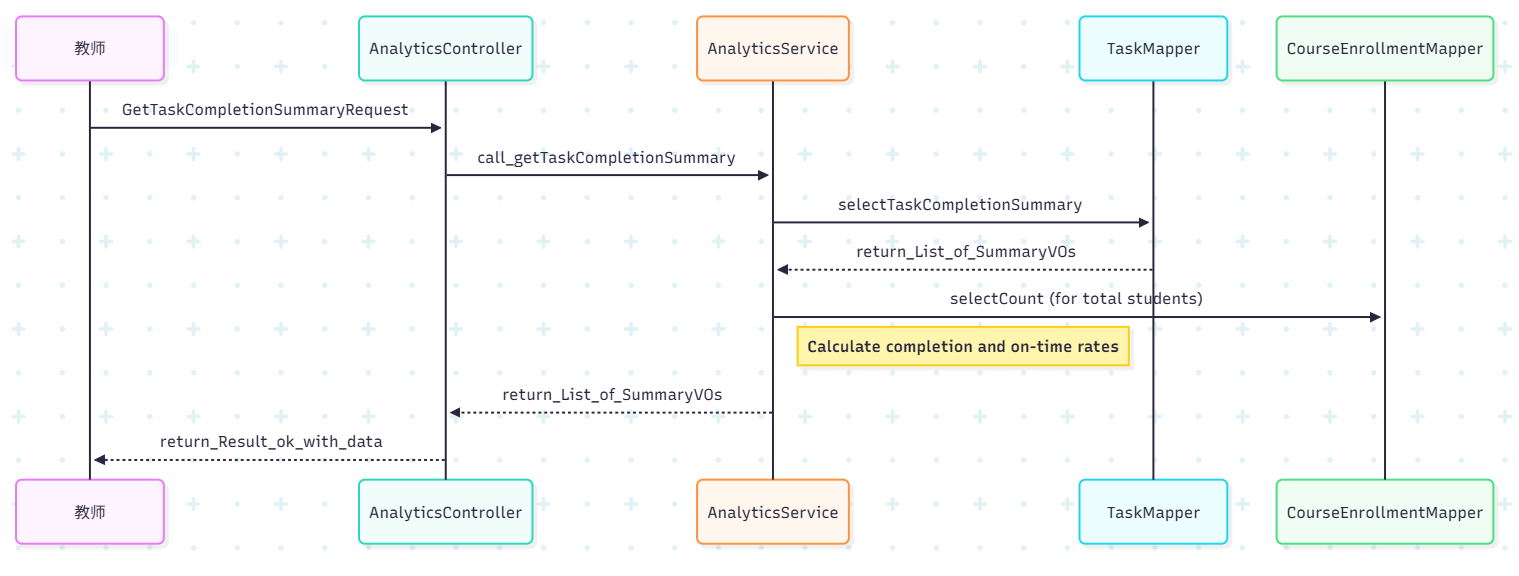 教师
AnalyticsController
AnalyticsService
TaskMapper
CourseEnrollmentMapper
GetTaskCompletionSummaryRequest
call_getTaskCompletionSummary
selectTaskCompletionSummary
return_List_of_SummaryVOs
selectCount (for total students)
Calculate completion and on-time rates
return_List_of_SummaryVOs
return_Result_ok_with_data
教师
AnalyticsController
AnalyticsService
TaskMapper
CourseEnrollmentMapper